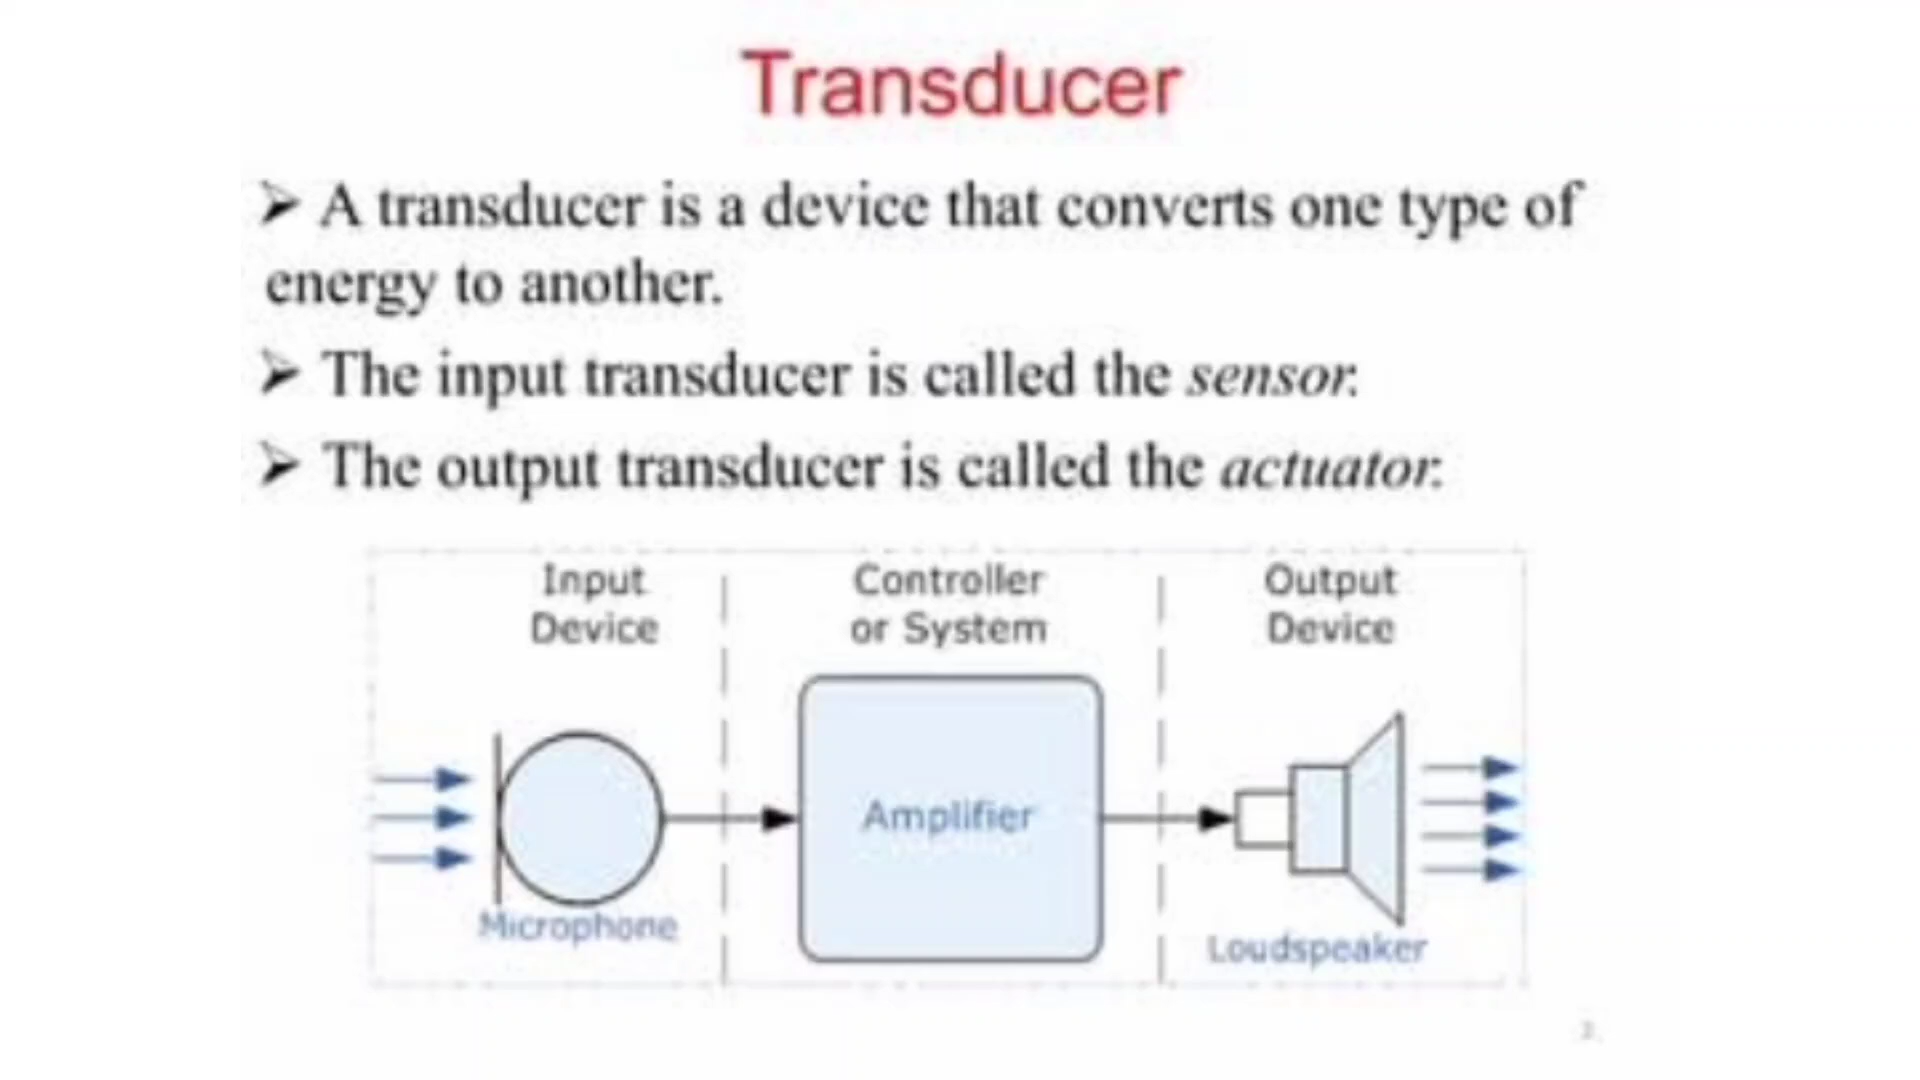 Transducer
➢ A transducer is a device that converts one type of
energy to another.
➢ The input transducer is called the sensor.
➢ The output transducer is called the actuator.
Input
Device
Controller
or System
Output
Device
Amplifier
Microphone
Loudspeaker
2